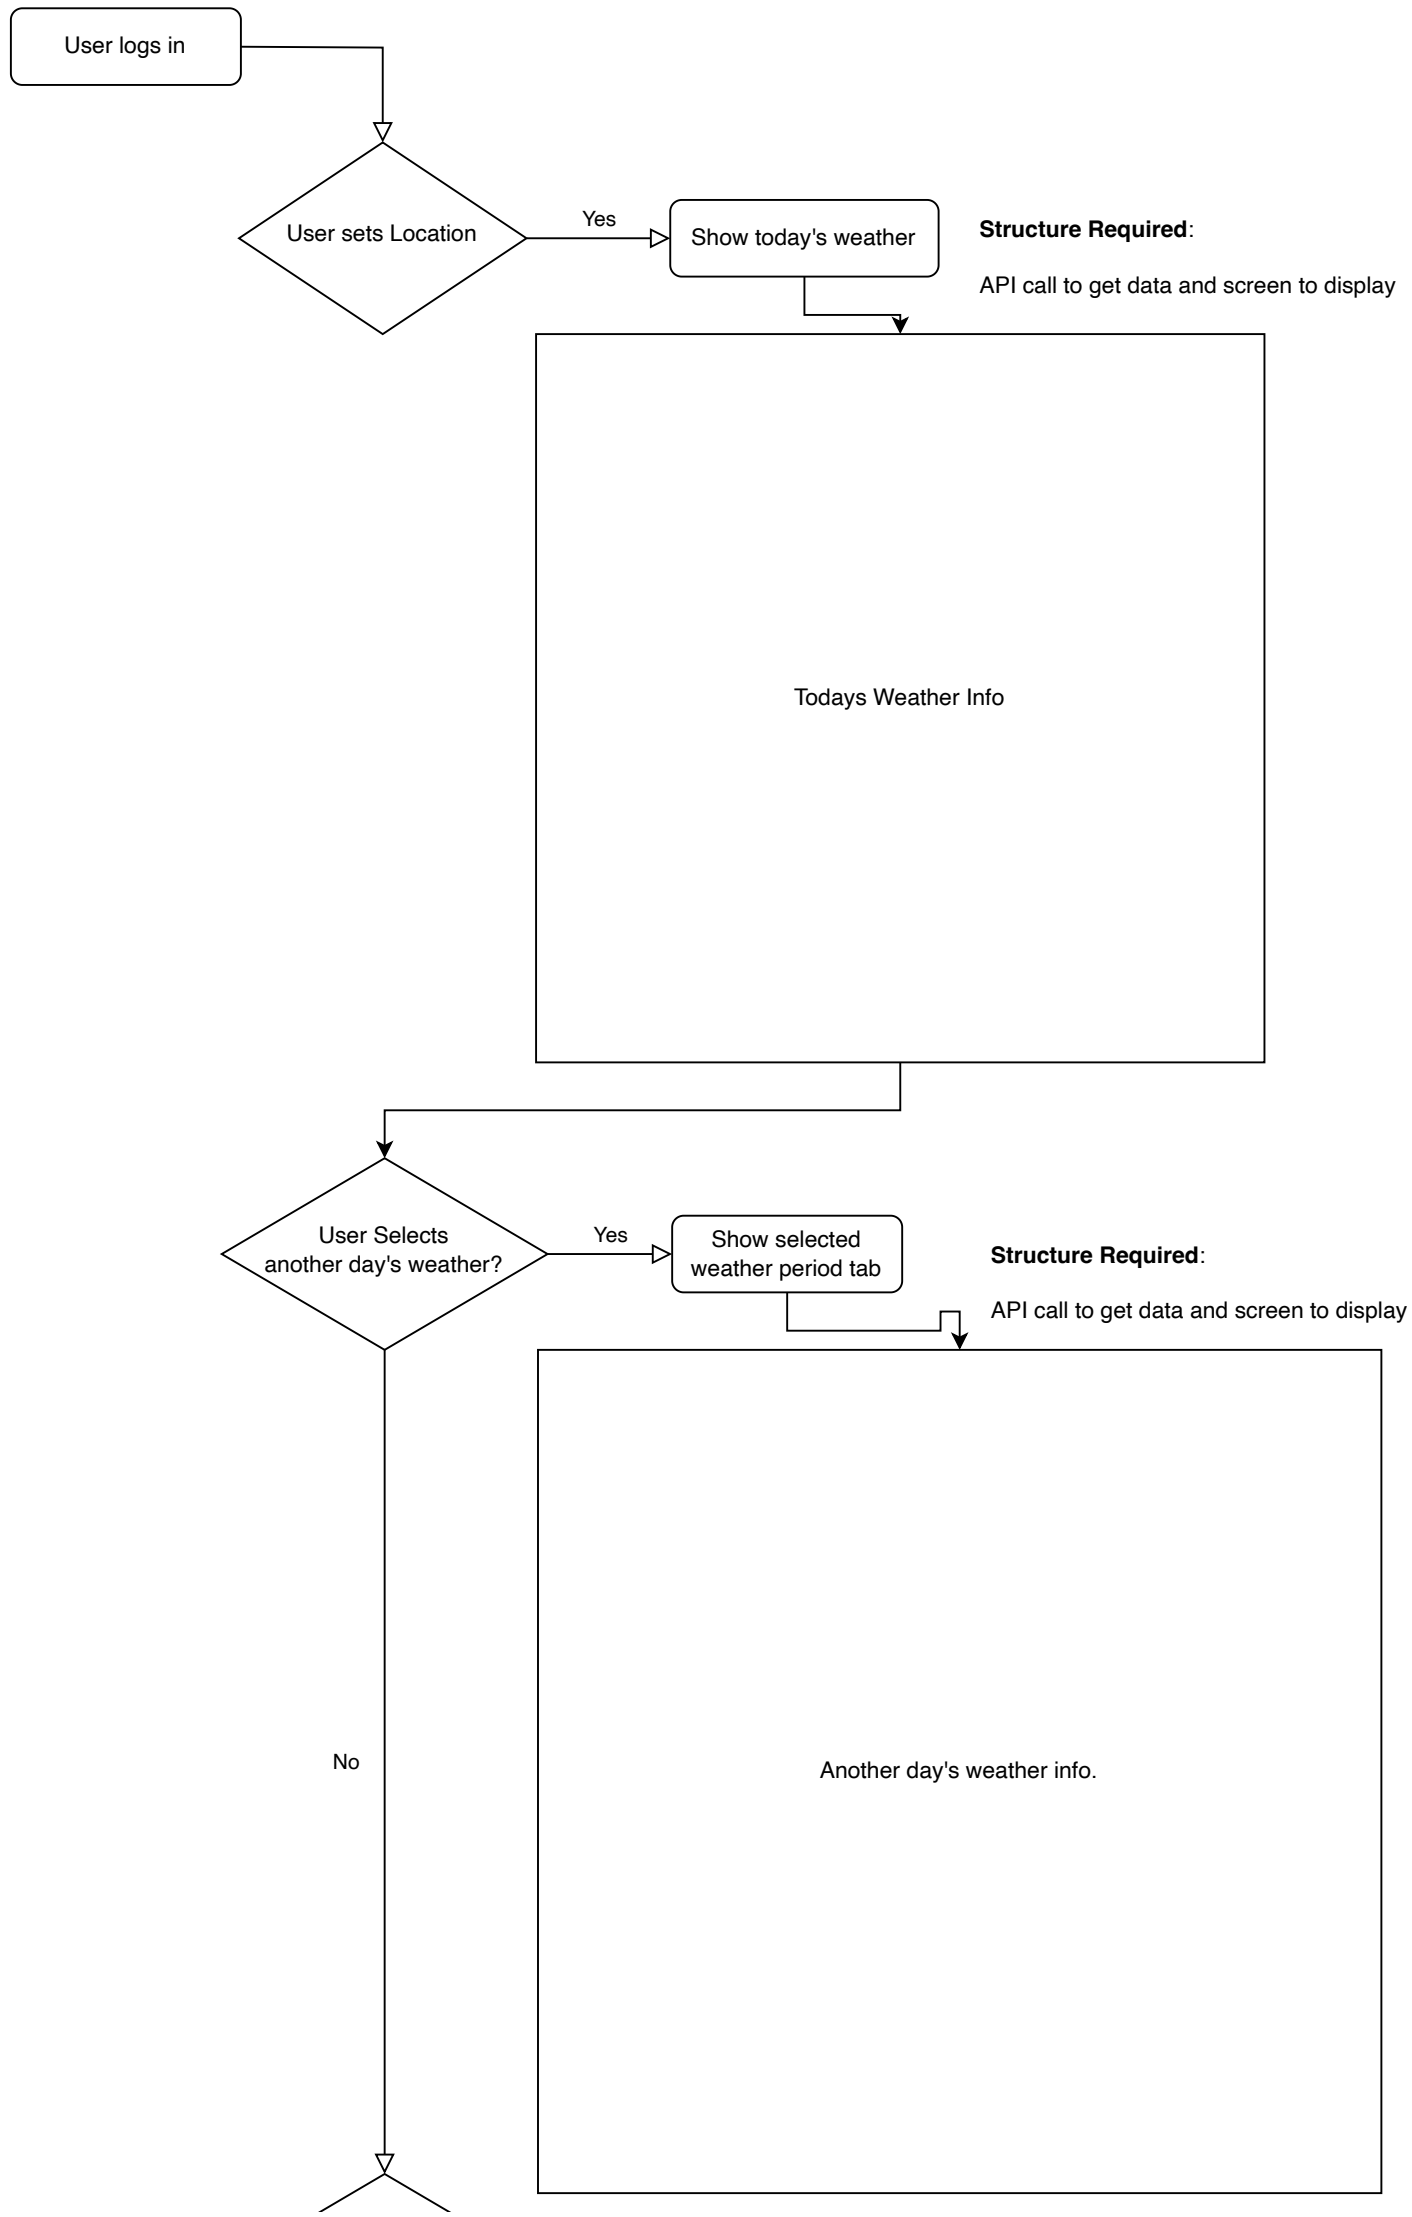 User logs in
User sets Location
Yes
Show today's weather
Structure Required:
API call to get data and screen to display
Todays Weather Info
User Selects
another day's weather?
Yes
Show selected
weather period tab
Structure Required:
API call to get data and screen to display
No
Another day's weather info.